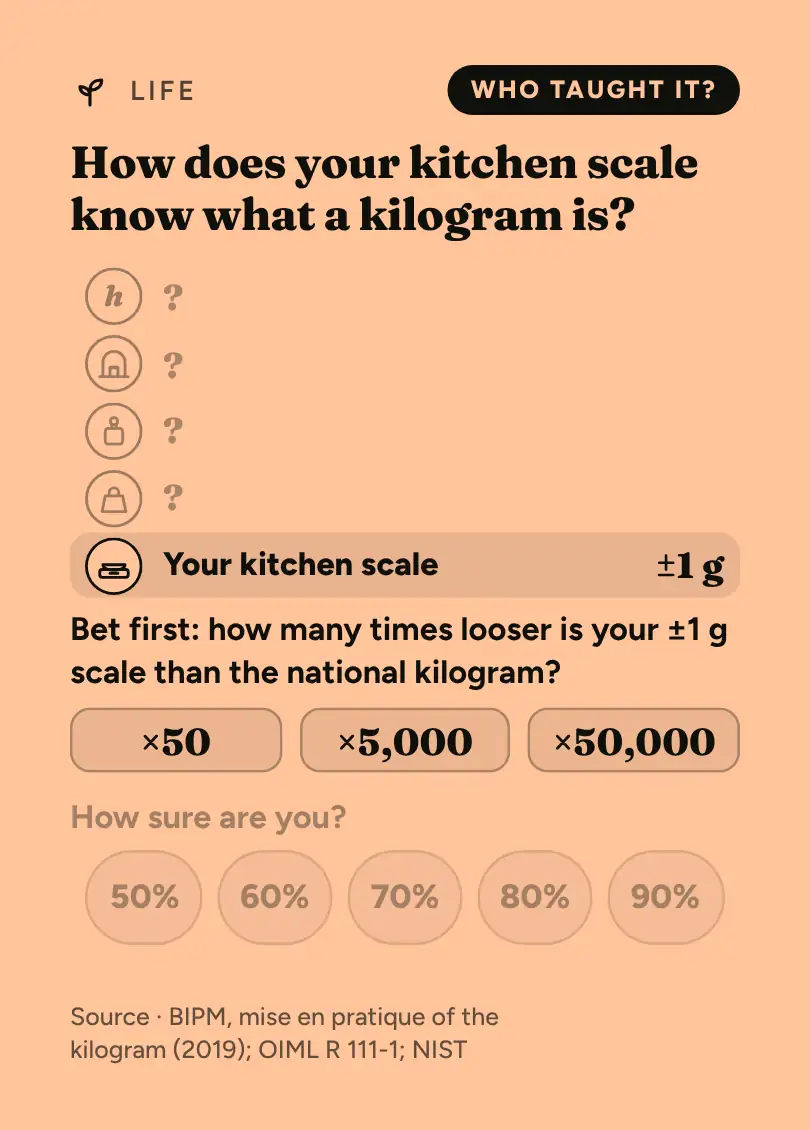 LIFE
WHO TAUGHT IT?
How does your kitchen scale
know what a kilogram is?
h ?
?
?
?
Your kitchen scale ±1 g
Bet first: how many times looser is your ±1 g
scale than the national kilogram?
×50 ×5,000 ×50,000
How sure are you?
50% 60% 70% 80% 90%
Source · BIPM, mise en pratique of the
kilogram (2019); OIML R 111-1; NIST